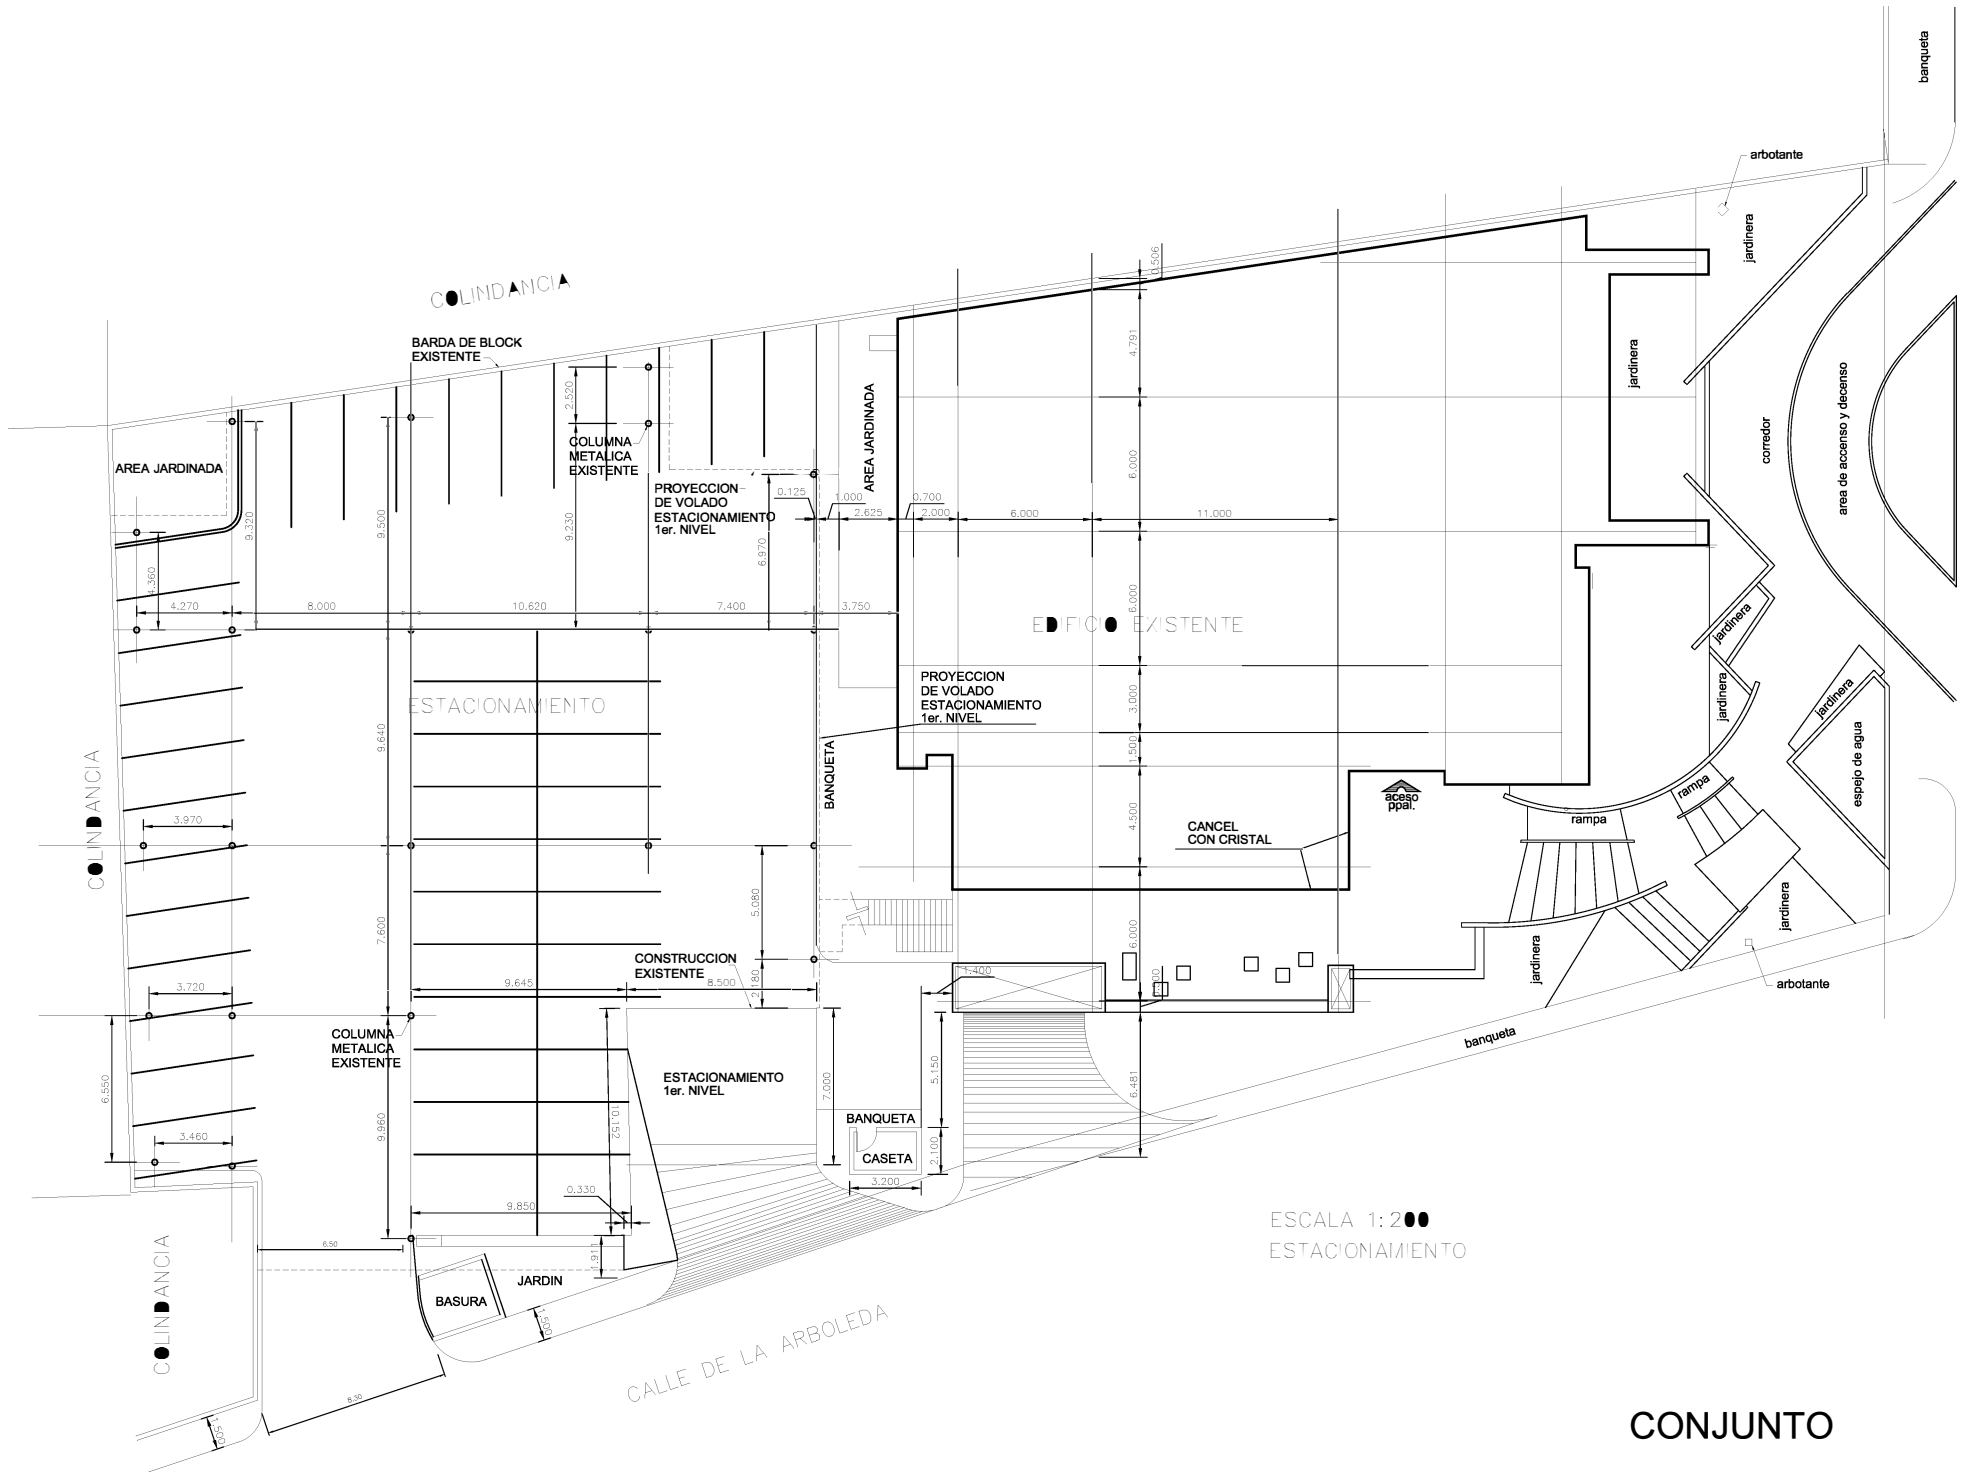 banqueta
arbotante
jardinera
0.506
COLINDANCIA
BARDA DE BLOCK
EXISTENTE
4.791
jardinera
area de accenso y decenso
2.520
AREA JARDINADA
corredor
COLUMNA
METALICA
EXISTENTE
AREA JARDINADA
6.000
PROYECCION
DE VOLADO
ESTACIONAMIENTO
1er. NIVEL
0.125
1.000
0.700
2.625
2.000
6.000
11.000
9.320
9.500
9.230
6.970
4.360
4.270
8.000
10.620
7.400
3.750
6.000
EDIFICIO EXISTENTE
jardinera
PROYECCION
DE VOLADO
ESTACIONAMIENTO
1er. NIVEL
ESTACIONAMIENTO
9.640
3.000
jardinera
jardinera
1.500
BANQUETA
espejo de agua
COLINDANCIA
aceso
ppal.
rampa
rampa
3.970
4.500
CANCEL
CON CRISTAL
5.080
7.600
6.000
jardinera
jardinera
CONSTRUCCION
EXISTENTE
3.720
9.645
8.500
2.180
1.400
0.500
arbotante
COLUMNA
METALICA
EXISTENTE
banqueta
6.550
9.960
ESTACIONAMIENTO
1er. NIVEL
10.152
7.000
5.150
6.481
BANQUETA
CASETA
2.100
3.460
3.200
0.330
9.850
ESCALA 1:200
ESTACIONAMIENTO
COLINDANCIA
6.50
1.911
JARDIN
BASURA
1.500
CALLE DE LA ARBOLEDA
8.30
1.500
CONJUNTO